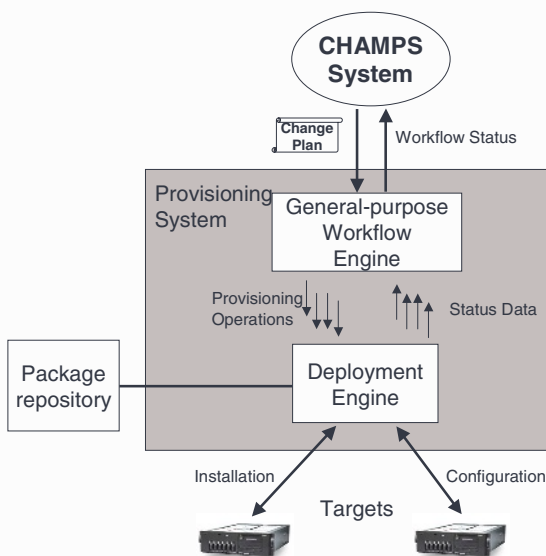 CHAMPS
System
Change
Plan
Workflow Status
Provisioning
System
General-purpose
Workflow
Engine
Provisioning
Operations
Status Data
Package
repository
Deployment
Engine
Installation
Configuration
Targets